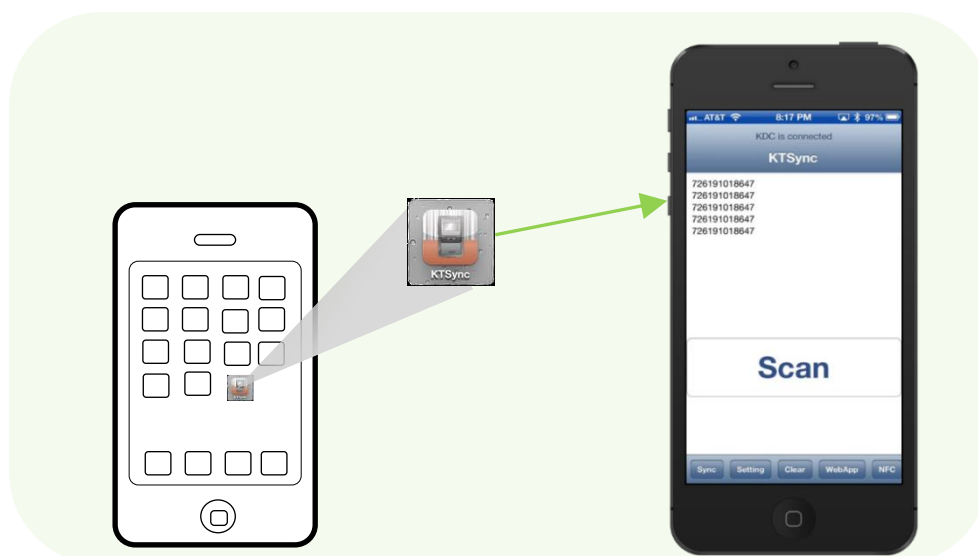 KTSync
AT&T 8:17 PM 97%
KDC is connected
KTSync
726191018647
726191018647
726191018647
726191018647
726191018647
Scan
Sync Setting Clear WebApp NFC